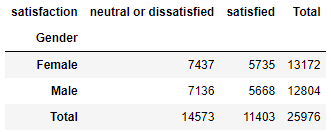 satisfaction neutral or dissatisfied satisfied Total
Gender
Female 7437 5735 13172
Male 7136 5668 12804
Total 14573 11403 25976